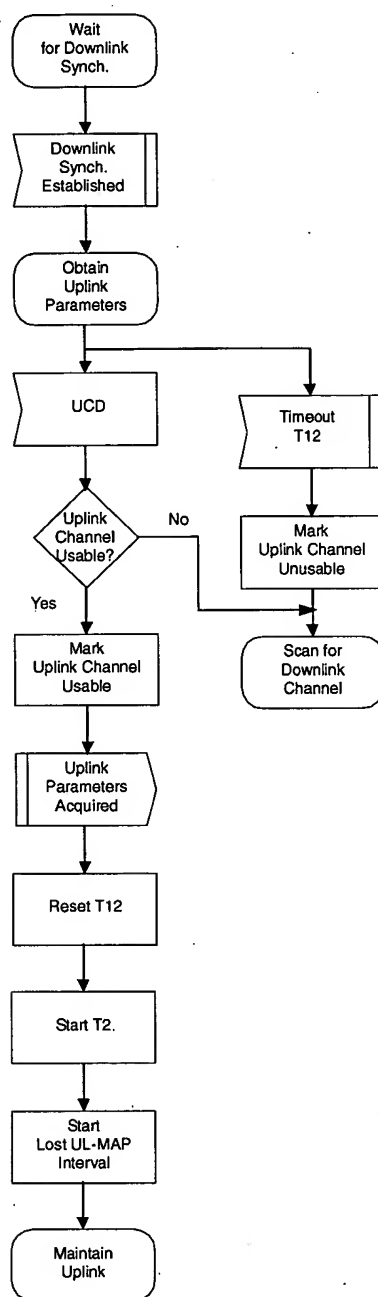 Wait
for Downlink
Synch.
Downlink
Synch.
Established
Obtain
Uplink
Parameters
UCD
Timeout
T12
Uplink
Channel
Usable?
No
Mark
Uplink Channel
Unusable
Yes
Scan for
Downlink
Channel
Mark
Uplink Channel
Usable
Uplink
Parameters
Acquired
Reset T12
Start T2.
Start
Lost UL-MAP
Interval
Maintain
Uplink